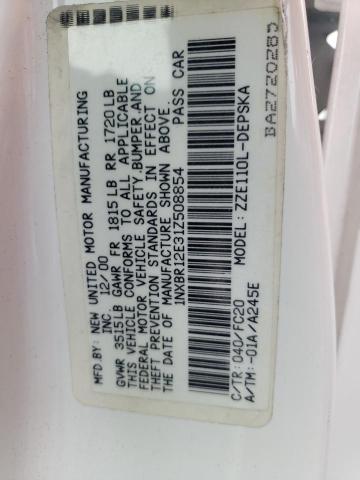 MFD.BY: NEW UNITED MOTOR MANUFACTURING
INC. 12/00
GVWR 3515LB GAWR FR 1815LB RR 1720LB
THIS VEHICLE CONFORMS TO ALL APPLICABLE
FEDERAL MOTOR VEHICLE SAFETY,BUMPER,AND
THEFT PREVENTION STANDARDS IN EFFECT ON
THE DATE OF MANUFACTURE SHOWN ABOVE.
1NXBR12E31Z508854 PASS CAR
MODEL: ZZE110L-DEPSKA
C/TR: 040/FC20
A/TM: -01A/A245E
BA2720285